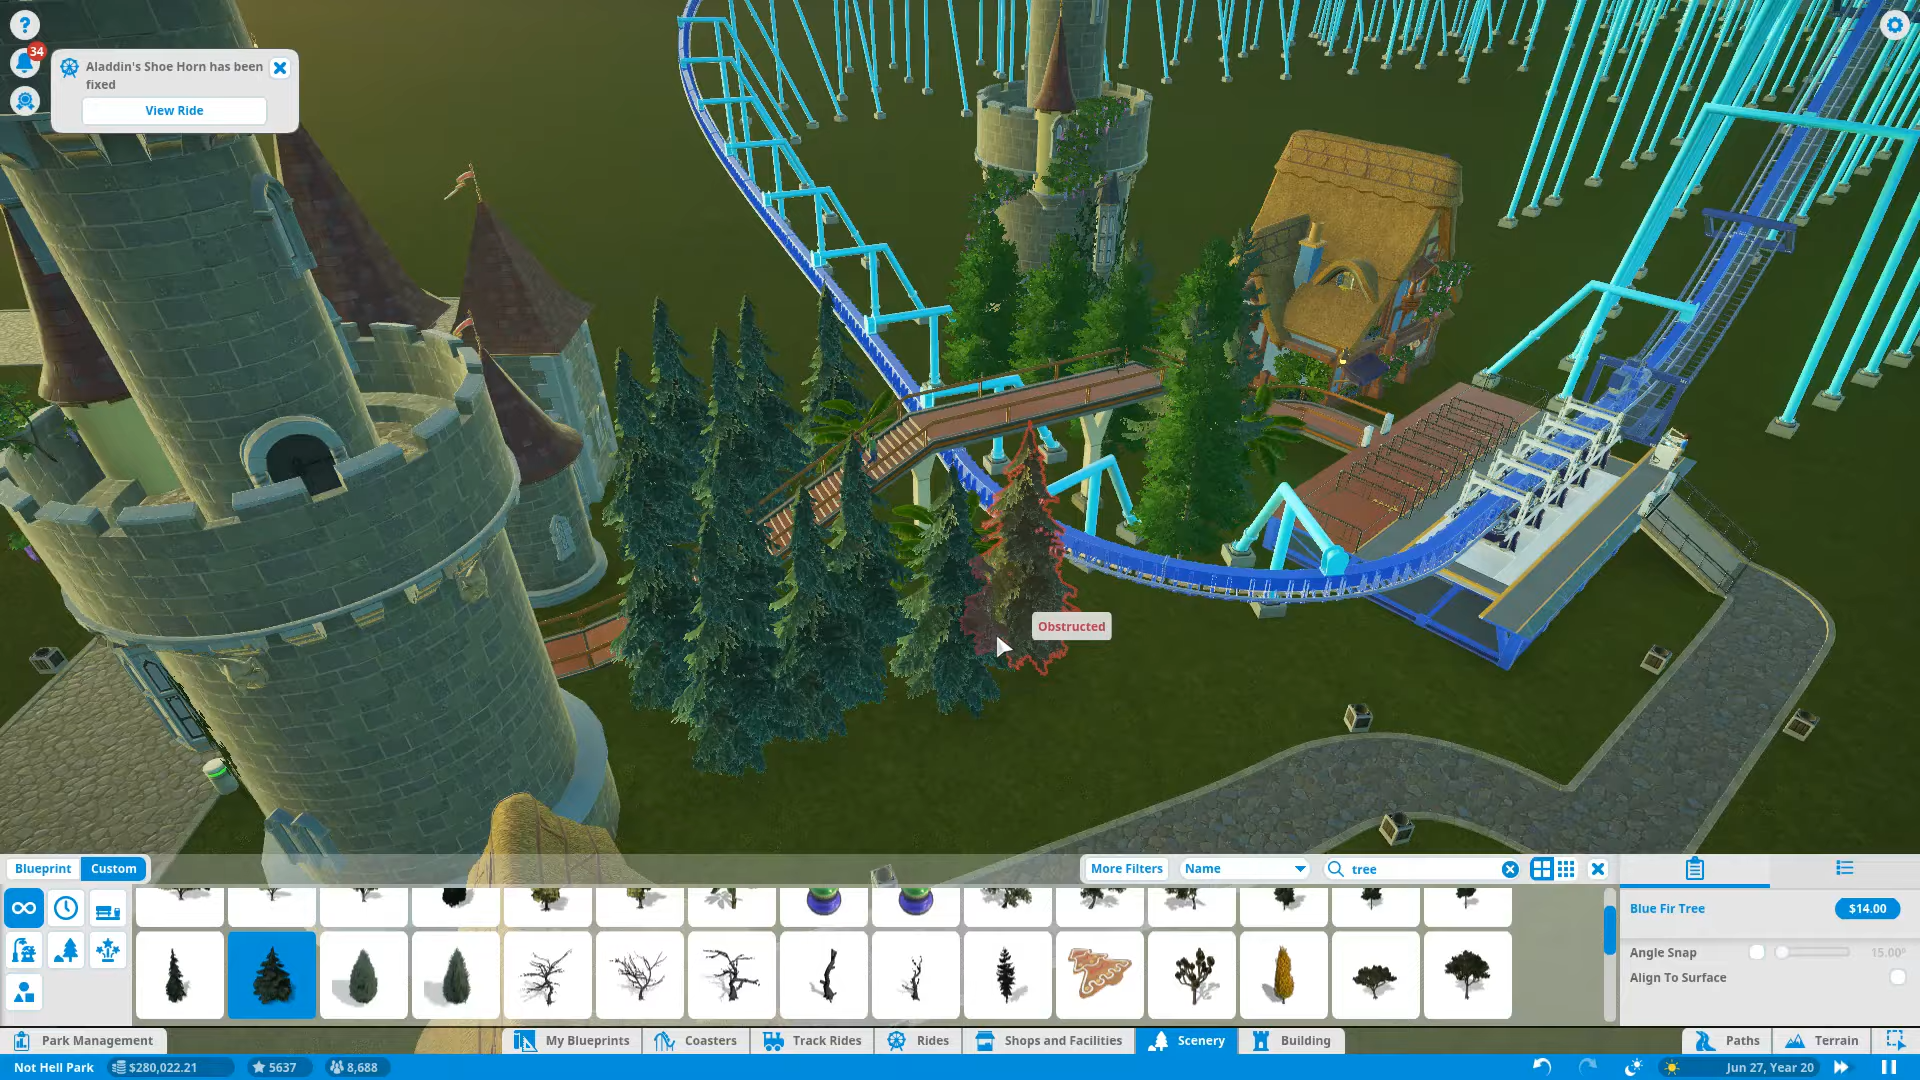 ?
34
Aladdin's Shoe Horn has been
fixed
View Ride
Obstructed
Blueprint
Custom
More Filters
Name
tree
Blue Fir Tree
$14.00
Angle Snap
15.00°
Align To Surface
Park Management
My Blueprints
Coasters
Track Rides
Rides
Shops and Facilities
Scenery
Building
Paths
Terrain
Not Hell Park
$280,022.21
5637
8,688
Jun 27, Year 20